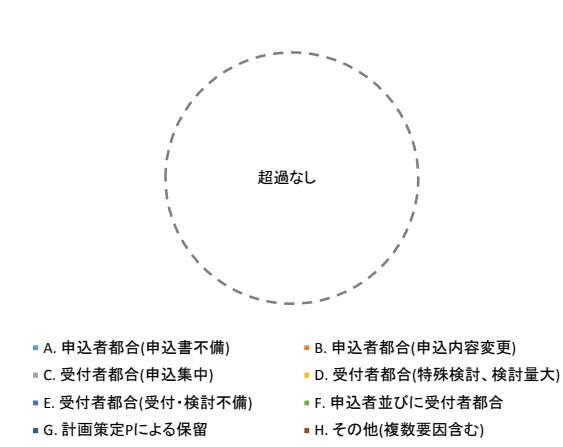 超過なし
A. 申込者都合(申込書不備)
B. 申込者都合(申込内容変更)
C. 受付者都合(申込集中)
D. 受付者都合(特殊検討、検討量大)
E. 受付者都合(受付・検討不備)
F. 申込者並びに受付者都合
G. 計画策定Pによる保留
H. その他(複数要因含む)